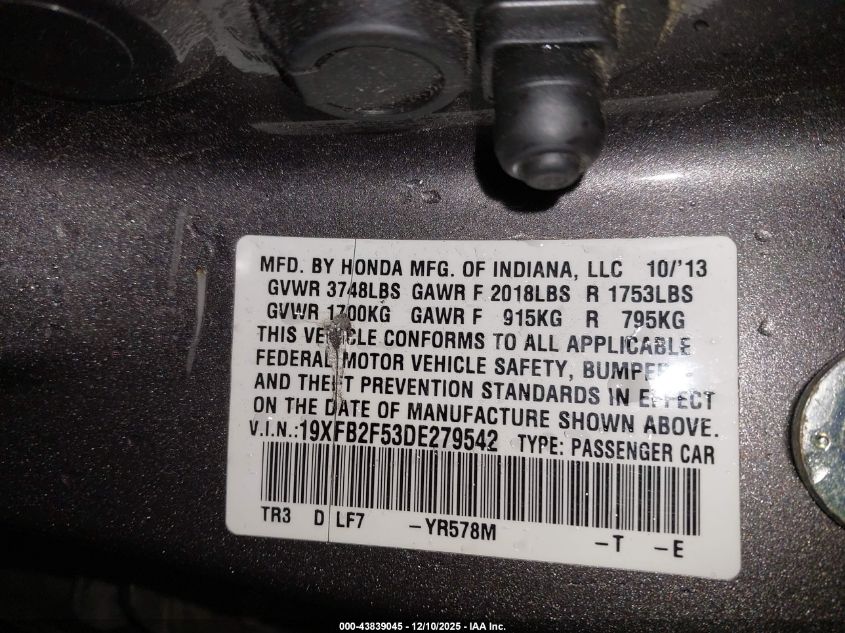 MFD. BY HONDA MFG. OF INDIANA, LLC 10/'13
GVWR 3748LBS GAWR F 2018LBS R 1753LBS
GVWR 1700KG GAWR F 915KG R 795KG
THIS VEHICLE CONFORMS TO ALL APPLICABLE
FEDERAL MOTOR VEHICLE SAFETY, BUMPER,
AND THEFT PREVENTION STANDARDS IN EFFECT
ON THE DATE OF MANUFACTURE SHOWN ABOVE.
V.I.N.:19XFB2F53DE279542 TYPE: PASSENGER CAR
TR3 D LF7 -YR578M -T -E
000-43839045 - 12/10/2025 - IAA Inc.